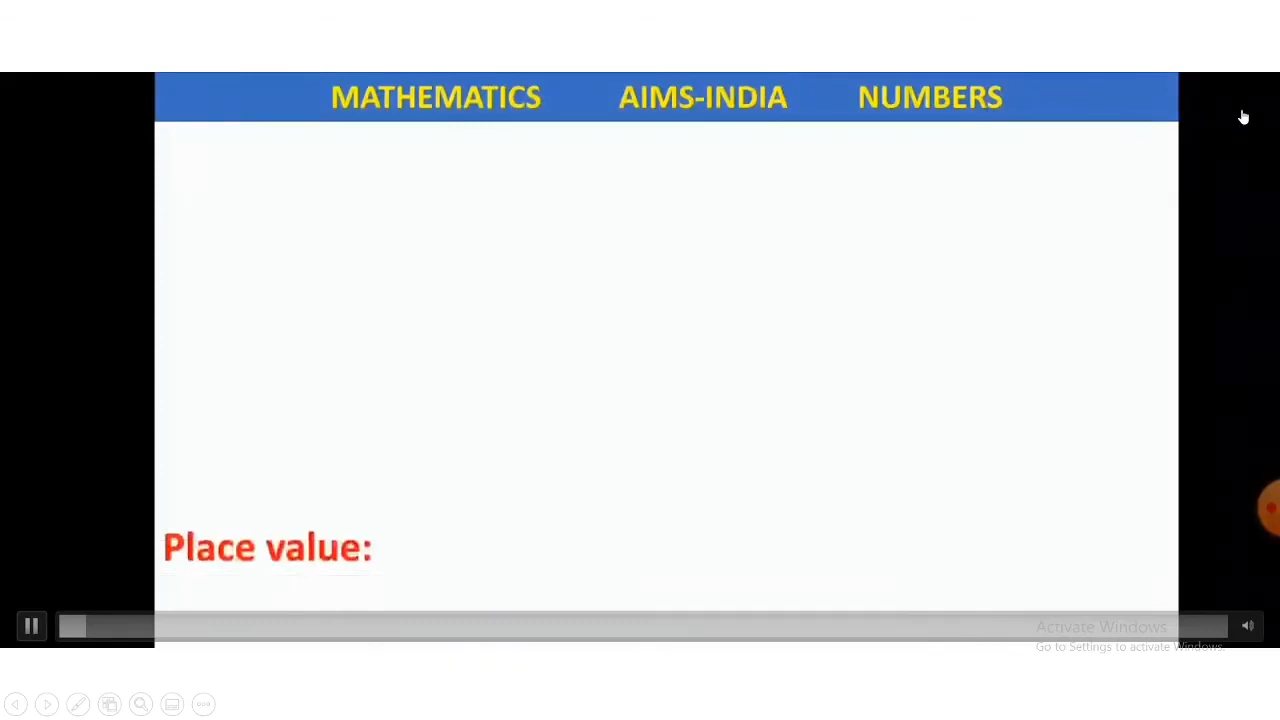 MATHEMATICS AIMS-INDIA NUMBERS
Place value:
Activate Windows
Go to Settings to activate Windows.